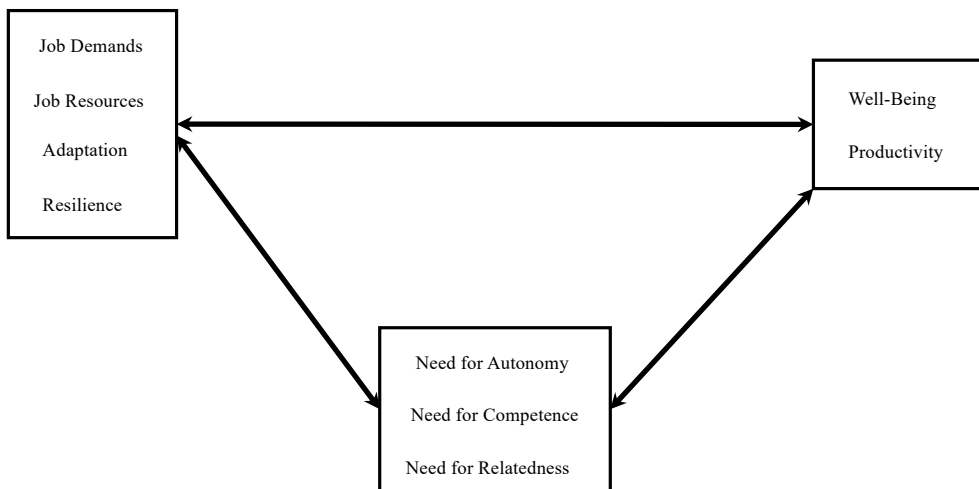 Job Demands
Job Resources
Adaptation
Resilience
Well-Being
Productivity
Need for Autonomy
Need for Competence
Need for Relatedness